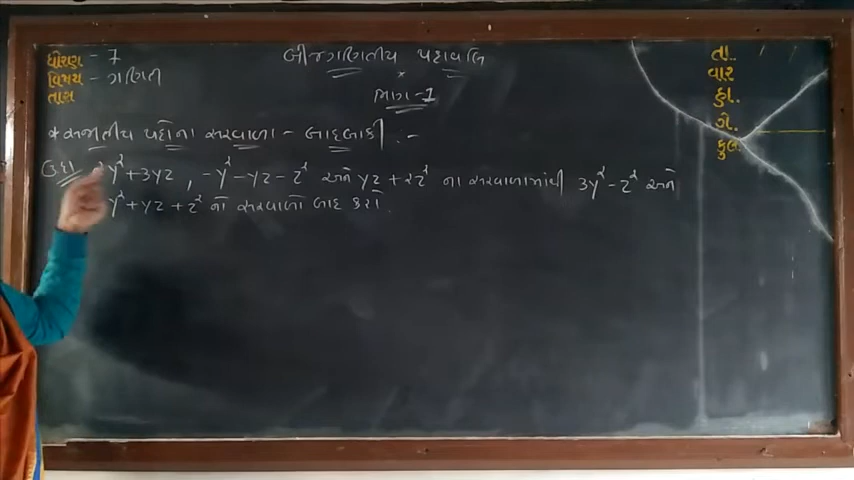 ધોરણ - 7
વિષય - ગણિત
તાસ
બીજગણિતીય પદાવલિ
ભાગ-1
* સજાતીય પદોના સરવાળા - બાદબાકી :-
ઉદા y² + 3yz , -y² - yz - z² અને yz + 2z² ના સરવાળામાંથી 3y² - z² અને
y² + yz + z² નો સરવાળો બાદ કરો.
તા..
વાર
હા..
ગે..
કુલ..